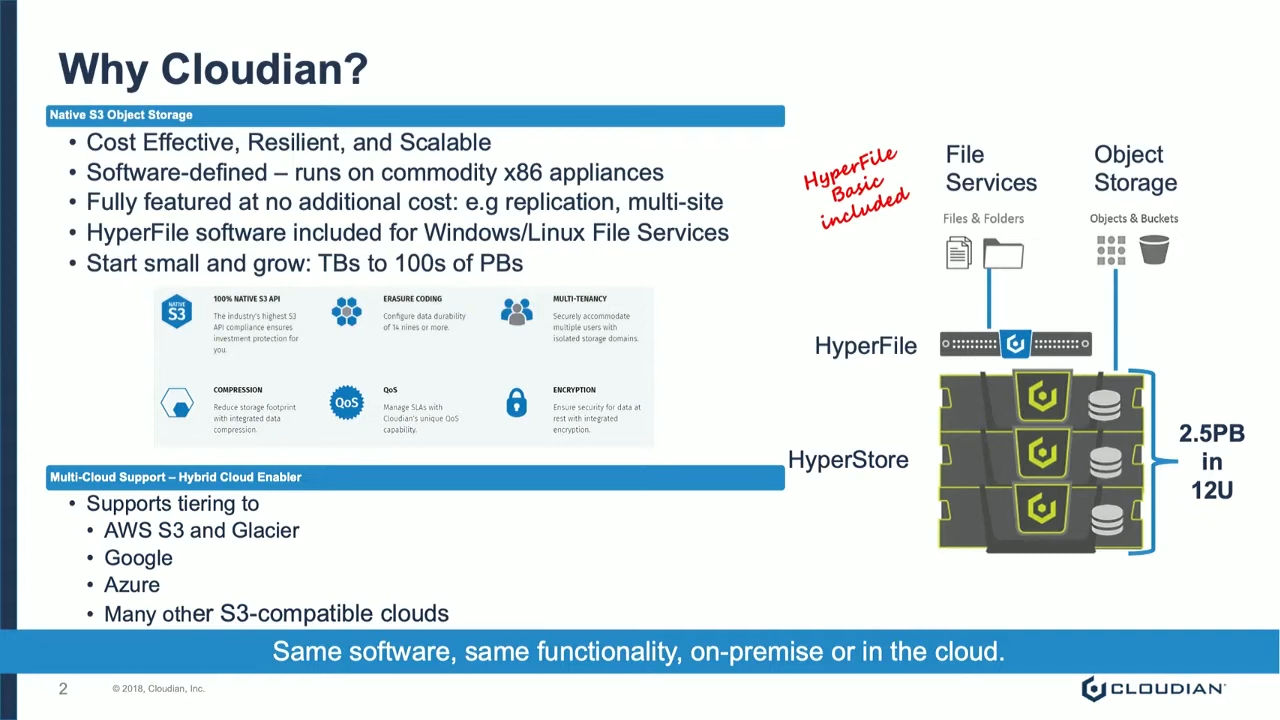 Why Cloudian?
Native S3 Object Storage
• Cost Effective, Resilient, and Scalable
• Software-defined – runs on commodity x86 appliances
• Fully featured at no additional cost: e.g replication, multi-site
• HyperFile software included for Windows/Linux File Services
• Start small and grow: TBs to 100s of PBs
NATIVE
S3
100% NATIVE S3 API
The industry's highest S3
API compliance ensures
investment protection for
you.
ERASURE CODING
Configure data durability
of 14 nines or more.
MULTI-TENANCY
Securely accommodate
multiple users with
isolated storage domains.
COMPRESSION
Reduce storage footprint
with integrated data
compression.
QoS
QoS
Manage SLAs with
Cloudian's unique QoS
capability.
ENCRYPTION
Ensure security for data at
rest with integrated
encryption.
Multi-Cloud Support – Hybrid Cloud Enabler
• Supports tiering to
• AWS S3 and Glacier
• Google
• Azure
• Many other S3-compatible clouds
HyperFile
Basic
included
File
Services
Files & Folders
Object
Storage
Objects & Buckets
HyperFile
HyperStore
2.5PB
in
12U
Same software, same functionality, on-premise or in the cloud.
2
© 2018, Cloudian, Inc.
CLOUDIAN